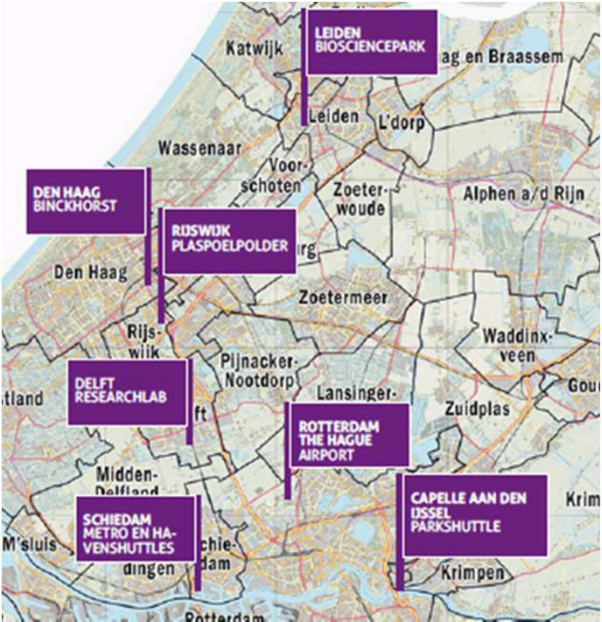 LEIDEN
BIOSCIENCEPARK
Katwijk
ag en Braassem
Leiden
L'dorp
Wassenaar
Voor-
schoten
Zoeter-
woude
Alphen a/d Rijn
DEN HAAG
BINCKHORST
RIJSWIJK
PLASPOELPOLDER
rg
Den Haag
Zoetermeer
Rijs-
wijk
Waddinx-
veen
Pijnacker-
Nootdorp
DELFT
RESEARCHLAB
tland
ft
Lansinger-
Zuidplas
Gou
ROTTERDAM
THE HAGUE
AIRPORT
Midden-
Delfland
CAPELLE AAN DEN
IJSSEL
PARKSHUTTLE
Krim
SCHIEDAM
METRO EN HA-
VENSHUTTLES
M'sluis
chie-
dam
dingen
Krimpen
Rotterdam